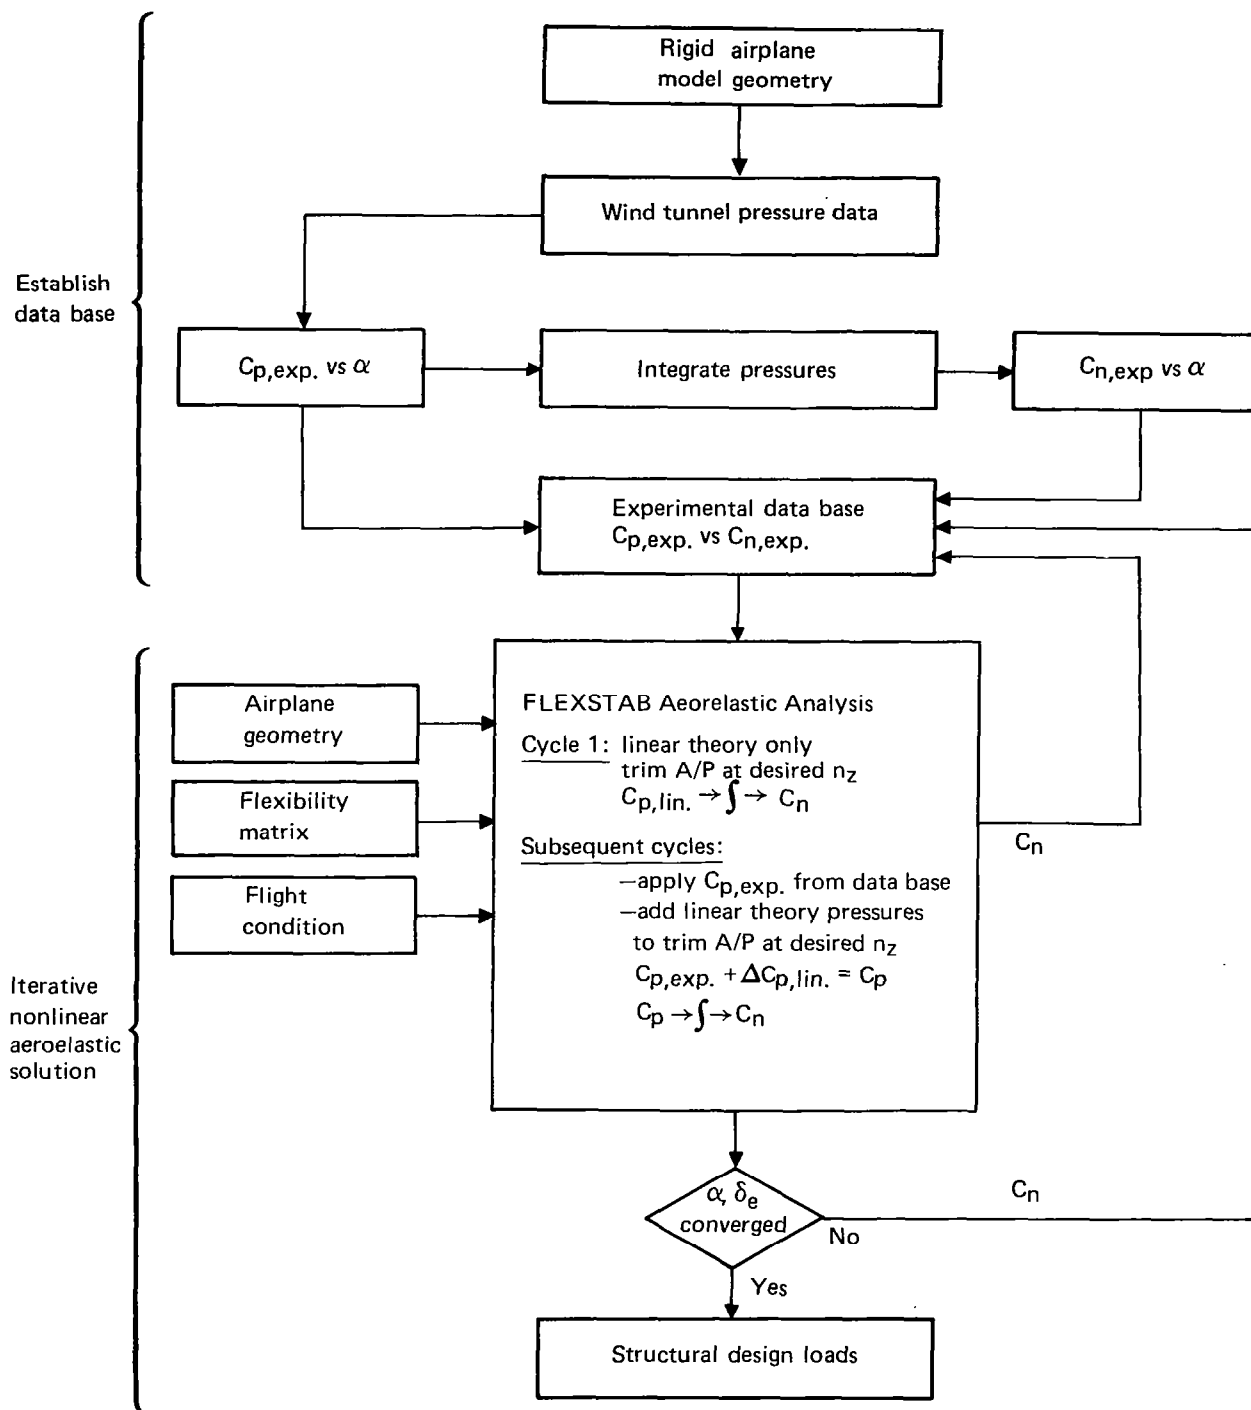 Rigid airplane
model geometry
Wind tunnel pressure data
Establish
data base
Cp,exp. vs α
Integrate pressures
Cn,exp vs α
Experimental data base
Cp,exp. vs Cn,exp.
Airplane
geometry
Flexibility
matrix
Flight
condition
FLEXSTAB Aeorelastic Analysis
Cycle 1: linear theory only
trim A/P at desired nz
Cp,lin. → ∫ → Cn
Subsequent cycles:
—apply Cp,exp. from data base
—add linear theory pressures
to trim A/P at desired nz
Cp,exp. + ΔCp,lin. = Cp
Cp → ∫ → Cn
Cn
Iterative
nonlinear
aeroelastic
solution
α, δe
converged
No
Cn
Yes
Structural design loads